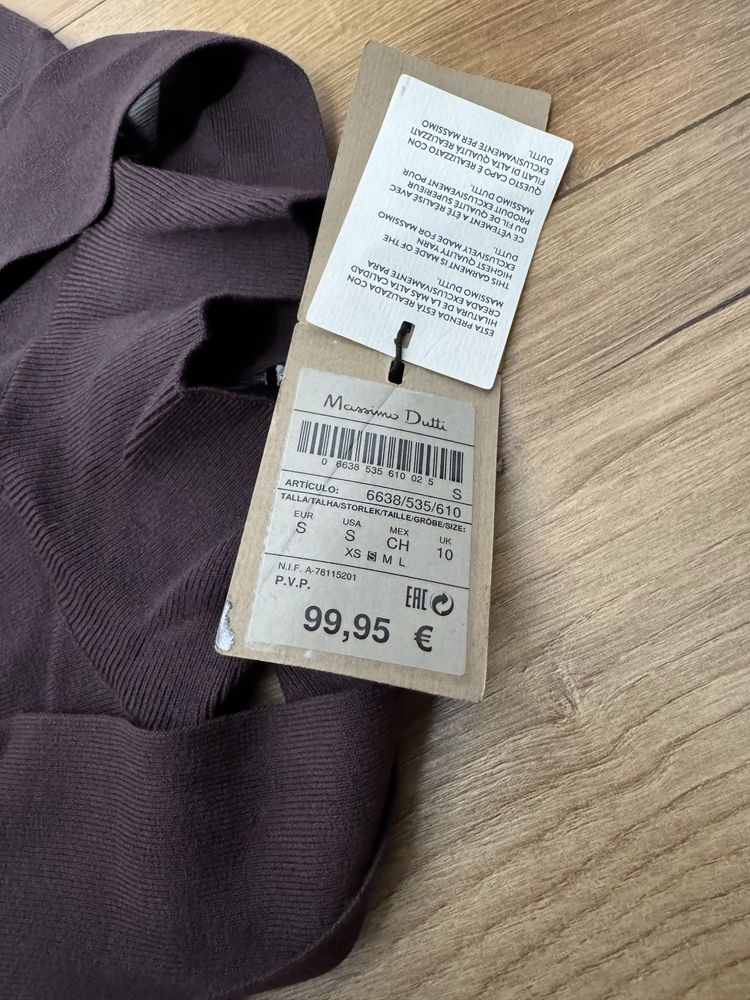 ESTA PRENDA ESTÁ REALIZADA CON
HILATURA DE LA MÁS ALTA CALIDAD
CREADA EXCLUSIVAMENTE PARA
MASSIMO DUTTI.
THIS GARMENT IS MADE OF THE
HIGHEST QUALITY YARN
EXCLUSIVELY MADE FOR MASSIMO
DUTTI.
CE VÊTEMENT A ÉTÉ RÉALISÉ AVEC
DU FIL DE QUALITÉ SUPERIEUR
PRODUIT EXCLUSIVEMENT POUR
MASSIMO DUTTI.
QUESTO CAPO È REALIZZATO CON
FILATI DI ALTA QUALITÀ REALIZZATI
EXCLUSIVAMENTE PER MASSIMO
DUTTI.
Massimo Dutti
0 6638 535 610 02 5 S
ARTÍCULO: 6638/535/610
TALLA/TALHA/STORLEK/TAILLE/GRÖBE/SIZE:
EUR USA MEX UK
S S CH 10
XS S M L
N.I.F. A-78115201
P.V.P. EAC
99,95 €